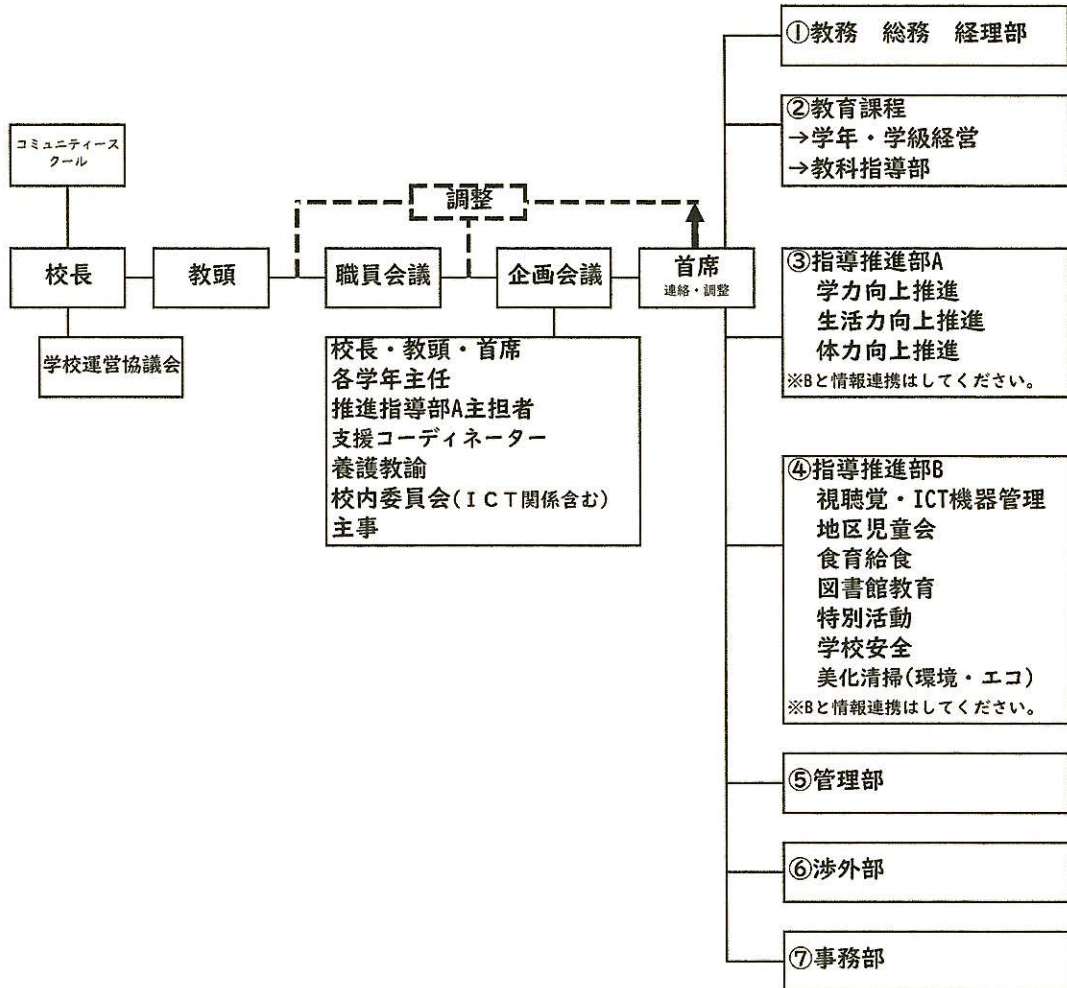 コミュニティース
クール
校長
学校運営協議会
教頭
調整
職員会議
企画会議
校長・教頭・首席
各学年主任
推進指導部A主担者
支援コーディネーター
養護教諭
校内委員会(ICT関係含む)
主事
首席
連絡・調整
①教務 総務 経理部
②教育課程
→学年・学級経営
→教科指導部
③指導推進部A
学力向上推進
生活力向上推進
体力向上推進
※Bと情報連携はしてください。
④指導推進部B
視聴覚・ICT機器管理
地区児童会
食育給食
図書館教育
特別活動
学校安全
美化清掃(環境・エコ)
※Bと情報連携はしてください。
⑤管理部
⑥渉外部
⑦事務部